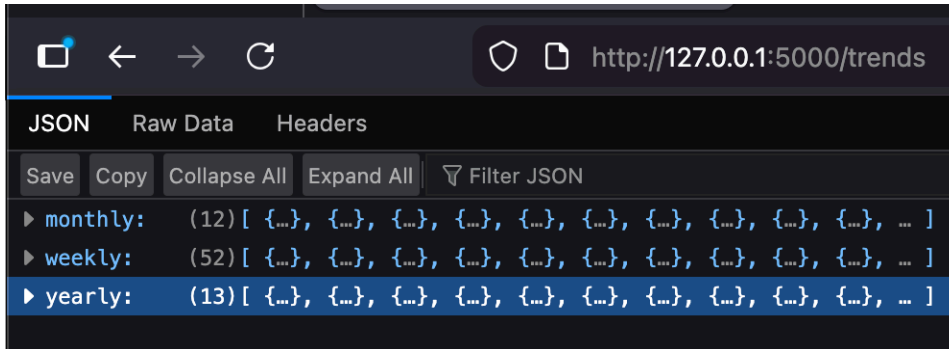 http://127.0.0.1:5000/trends
JSON Raw Data Headers
Save Copy Collapse All Expand All Filter JSON
monthly: (12)[ {…}, {…}, {…}, {…}, {…}, {…}, {…}, {…}, {…}, {…}, … ]
weekly: (52)[ {…}, {…}, {…}, {…}, {…}, {…}, {…}, {…}, {…}, {…}, … ]
yearly: (13)[ {…}, {…}, {…}, {…}, {…}, {…}, {…}, {…}, {…}, {…}, … ]